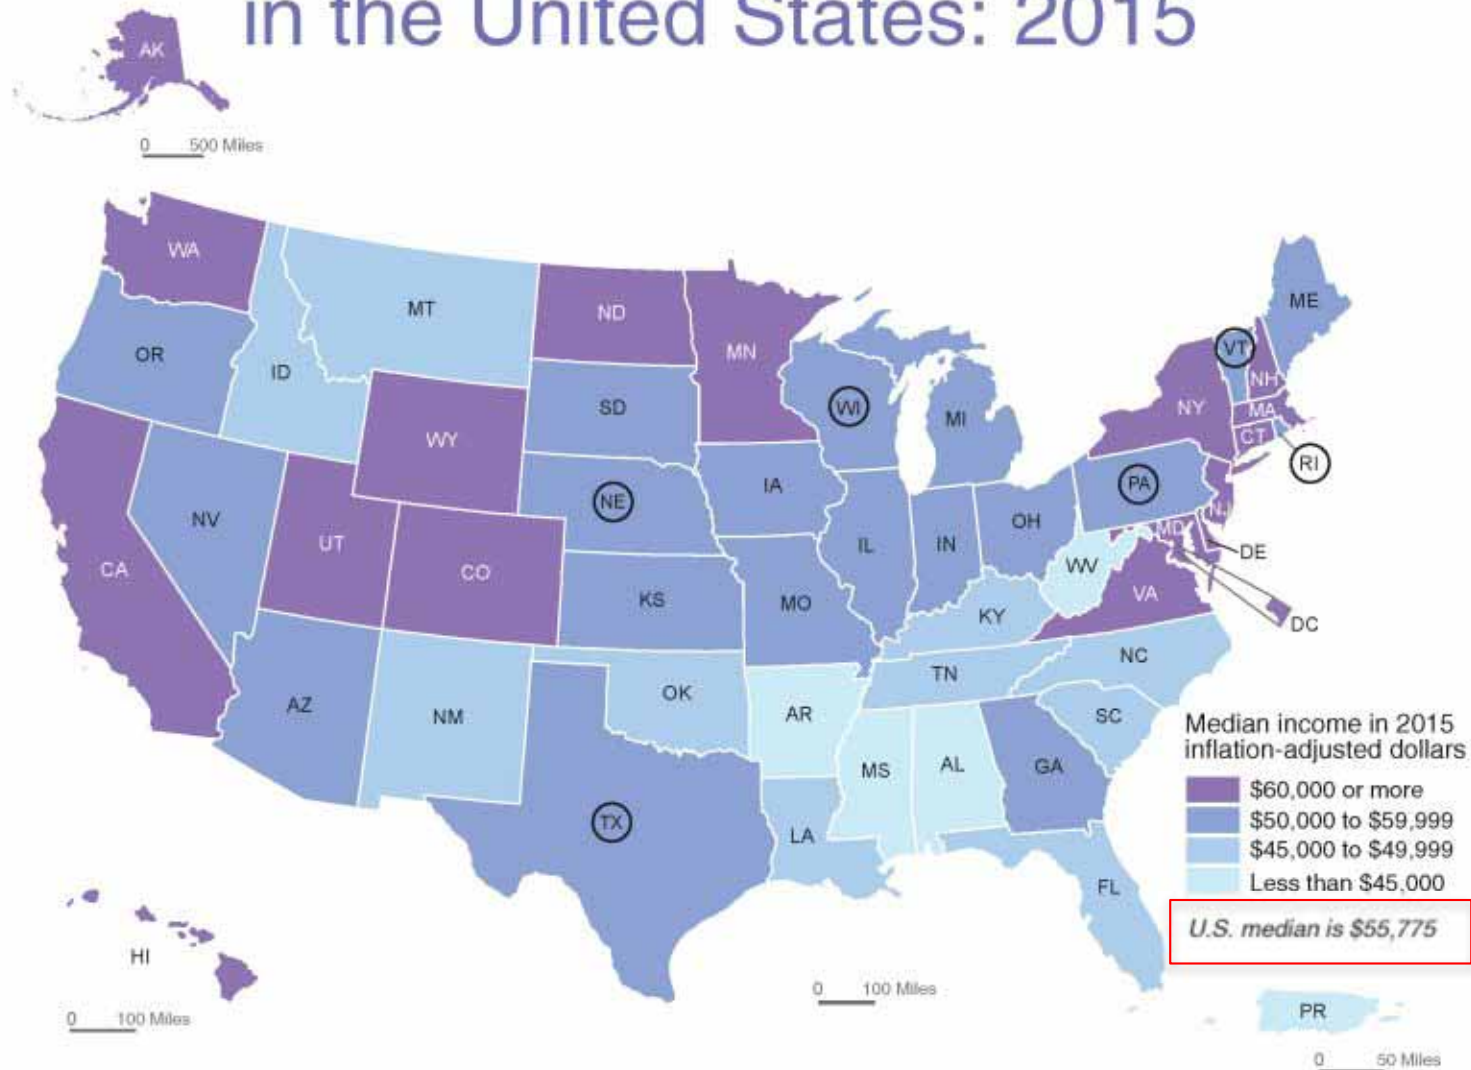 in the United States: 2015
AK
0 500 Miles
WA
MT
ND
MN
ME
OR
ID
SD
WI
MI
VT
NH
NY
MA
CT
RI
WY
NE
IA
PA
NJ
NV
UT
CO
IL
IN
OH
MD
DE
CA
KS
MO
WV
VA
DC
KY
AZ
NM
OK
AR
TN
NC
SC
MS
AL
GA
TX
LA
FL
Median income in 2015
inflation-adjusted dollars
$60,000 or more
$50,000 to $59,999
$45,000 to $49,999
Less than $45,000
U.S. median is $55,775
HI
0 100 Miles
0 100 Miles
PR
0 50 Miles